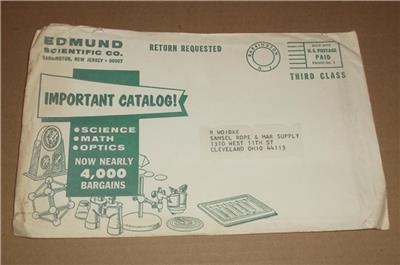 EDMUND
SCIENTIFIC CO.
BARRINGTON, NEW JERSEY • 08007
RETURN REQUESTED
BARRINGTON
N. J.
U.S. POSTAGE
PAID
THIRD CLASS
IMPORTANT CATALOG!
• SCIENCE
• MATH
• OPTICS
NOW NEARLY
4,000
BARGAINS
R WOIRKE
SAMSEL ROPE & MAR SUPPLY
1310 WEST 11TH ST
CLEVELAND OHIO 44113